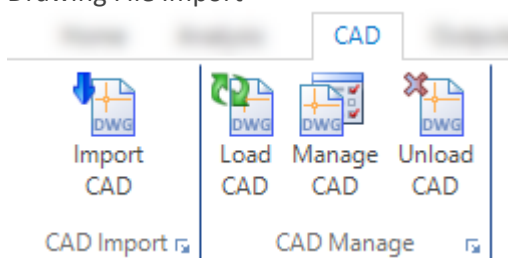 Drawing File Import
CAD
DWG DWG DWG DWG
Import Load Manage Unload
CAD CAD CAD CAD
CAD Import CAD Manage